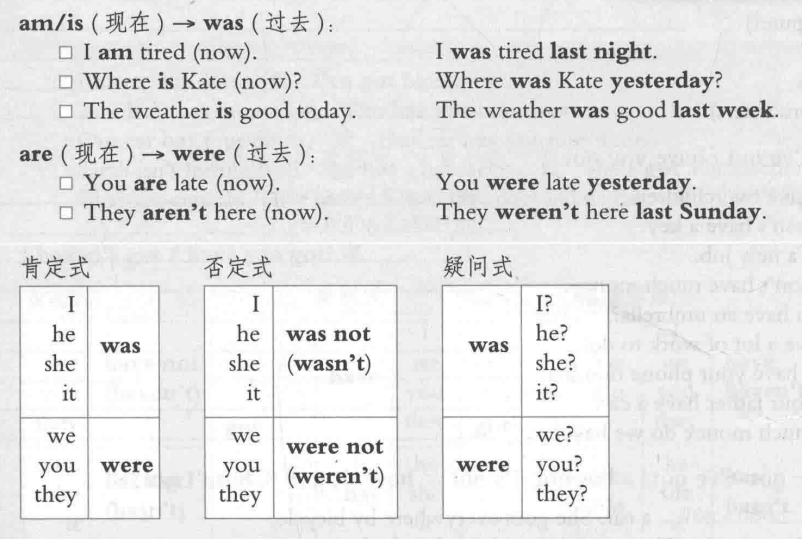 am/is (现在) → was (过去):
□ I am tired (now). I was tired last night.
□ Where is Kate (now)? Where was Kate yesterday?
□ The weather is good today. The weather was good last week.
are (现在) → were (过去):
□ You are late (now). You were late yesterday.
□ They aren't here (now). They weren't here last Sunday.
肯定式 否定式 疑问式
I
he
she
it
was
we
you
they
were
I
he
she
it
was not
(wasn't)
we
you
they
were not
(weren't)
was
I?
he?
she?
it?
were
we?
you?
they?